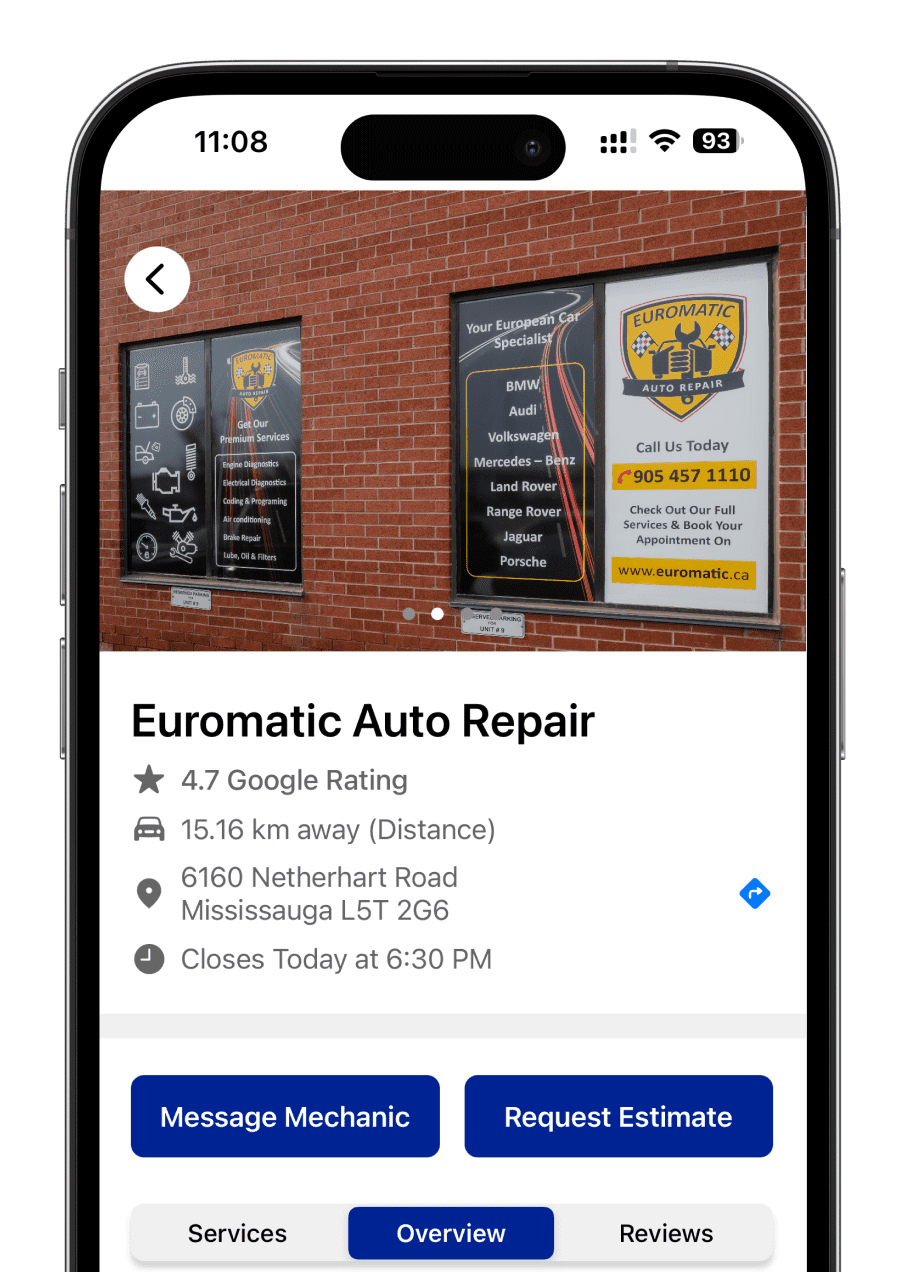 11:08
93
EUROMATIC
AUTO REPAIR
Get Our
Premium Services
Engine Diagnostics
Electrical Diagnostics
Coding & Programing
Air conditioning
Brake Repair
Lube, Oil & Filters
RESERVED PARKING
FOR
UNIT # 9
Your European Car
Specialist
BMW
Audi
Volkswagen
Mercedes – Benz
Land Rover
Range Rover
Jaguar
Porsche
EUROMATIC
AUTO REPAIR
Call Us Today
905 457 1110
Check Out Our Full
Services & Book Your
Appointment On
www.euromatic.ca
PARKING
FOR
UNIT # 9
Euromatic Auto Repair
4.7 Google Rating
15.16 km away (Distance)
6160 Netherhart Road
Mississauga L5T 2G6
Closes Today at 6:30 PM
Message Mechanic
Request Estimate
Services
Overview
Reviews